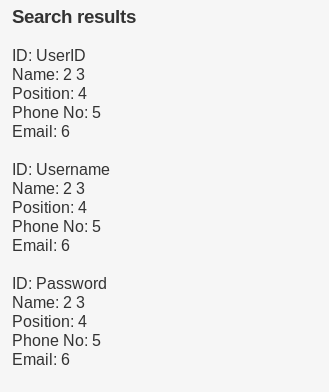 Search results
ID: UserID
Name: 2 3
Position: 4
Phone No: 5
Email: 6
ID: Username
Name: 2 3
Position: 4
Phone No: 5
Email: 6
ID: Password
Name: 2 3
Position: 4
Phone No: 5
Email: 6